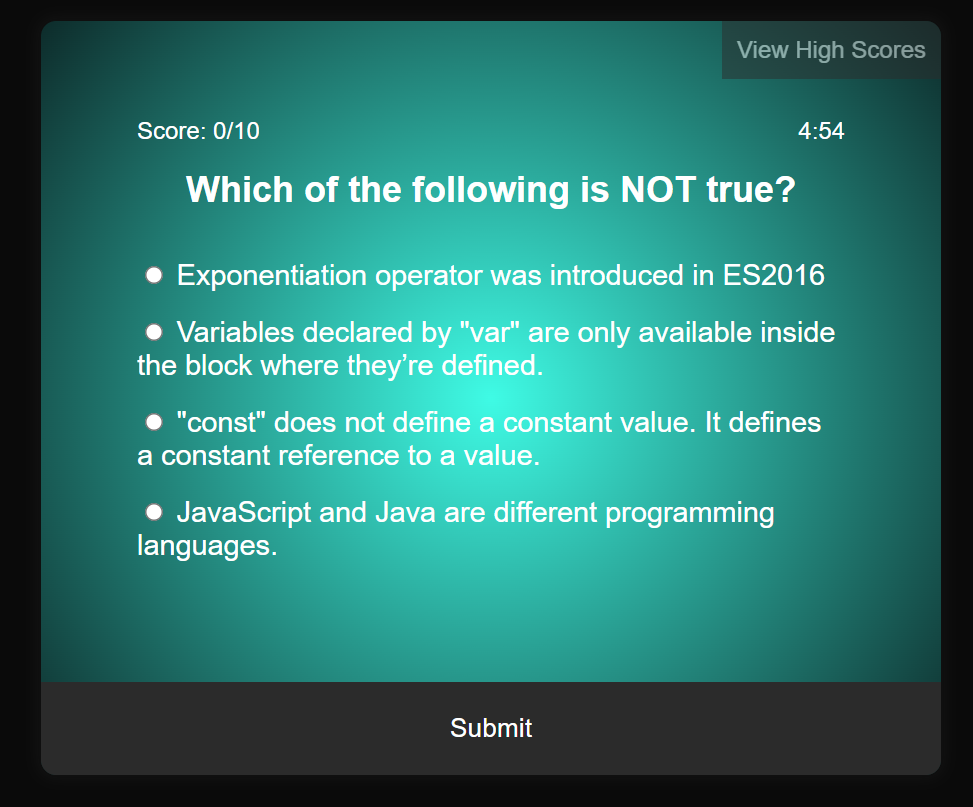 View High Scores
Score: 0/10
4:54
Which of the following is NOT true?
Exponentiation operator was introduced in ES2016
Variables declared by "var" are only available inside
the block where they’re defined.
"const" does not define a constant value. It defines
a constant reference to a value.
JavaScript and Java are different programming
languages.
Submit